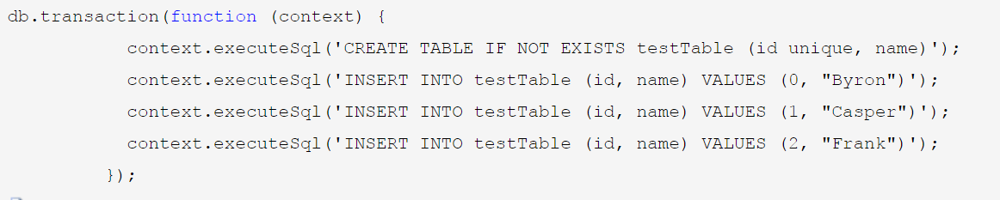 db.transaction(function (context) {
context.executeSql('CREATE TABLE IF NOT EXISTS testTable (id unique, name)');
context.executeSql('INSERT INTO testTable (id, name) VALUES (0, "Byron")');
context.executeSql('INSERT INTO testTable (id, name) VALUES (1, "Casper")');
context.executeSql('INSERT INTO testTable (id, name) VALUES (2, "Frank")');
});